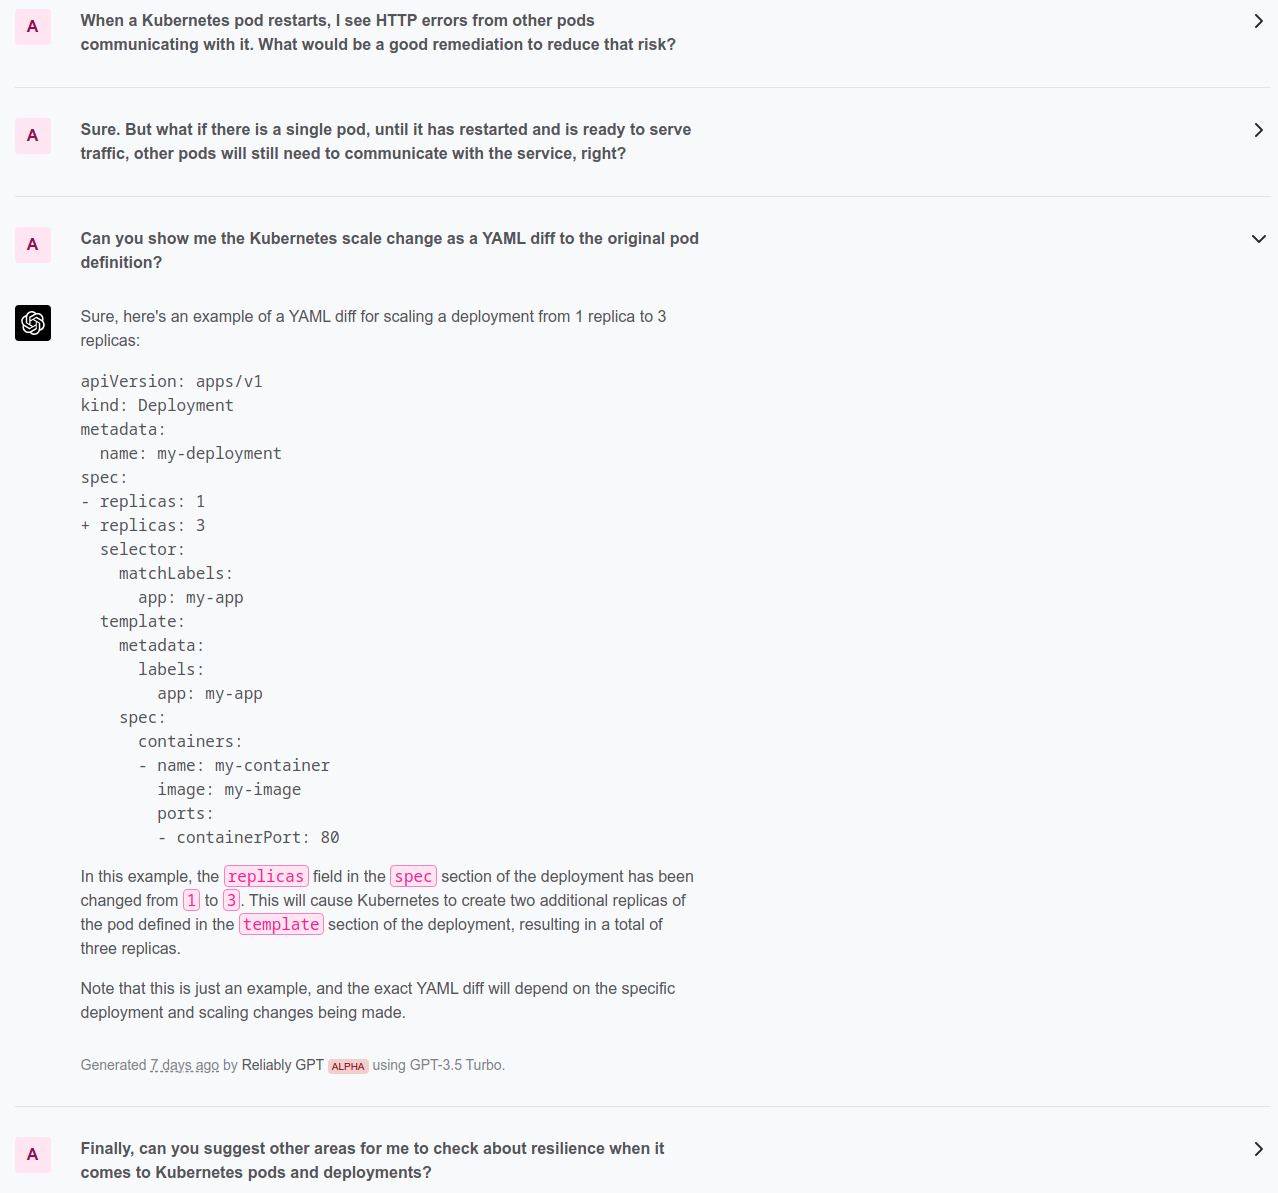 A
When a Kubernetes pod restarts, I see HTTP errors from other pods
communicating with it. What would be a good remediation to reduce that risk?
A
Sure. But what if there is a single pod, until it has restarted and is ready to serve
traffic, other pods will still need to communicate with the service, right?
A
Can you show me the Kubernetes scale change as a YAML diff to the original pod
definition?
Sure, here's an example of a YAML diff for scaling a deployment from 1 replica to 3
replicas:
apiVersion: apps/v1
kind: Deployment
metadata:
  name: my-deployment
spec:
- replicas: 1
+ replicas: 3
  selector:
    matchLabels:
      app: my-app
  template:
    metadata:
      labels:
        app: my-app
    spec:
      containers:
      - name: my-container
        image: my-image
        ports:
        - containerPort: 80
In this example, the replicas field in the spec section of the deployment has been
changed from 1 to 3. This will cause Kubernetes to create two additional replicas of
the pod defined in the template section of the deployment, resulting in a total of
three replicas.
Note that this is just an example, and the exact YAML diff will depend on the specific
deployment and scaling changes being made.
Generated 7 days ago by Reliably GPT ALPHA using GPT-3.5 Turbo.
A
Finally, can you suggest other areas for me to check about resilience when it
comes to Kubernetes pods and deployments?